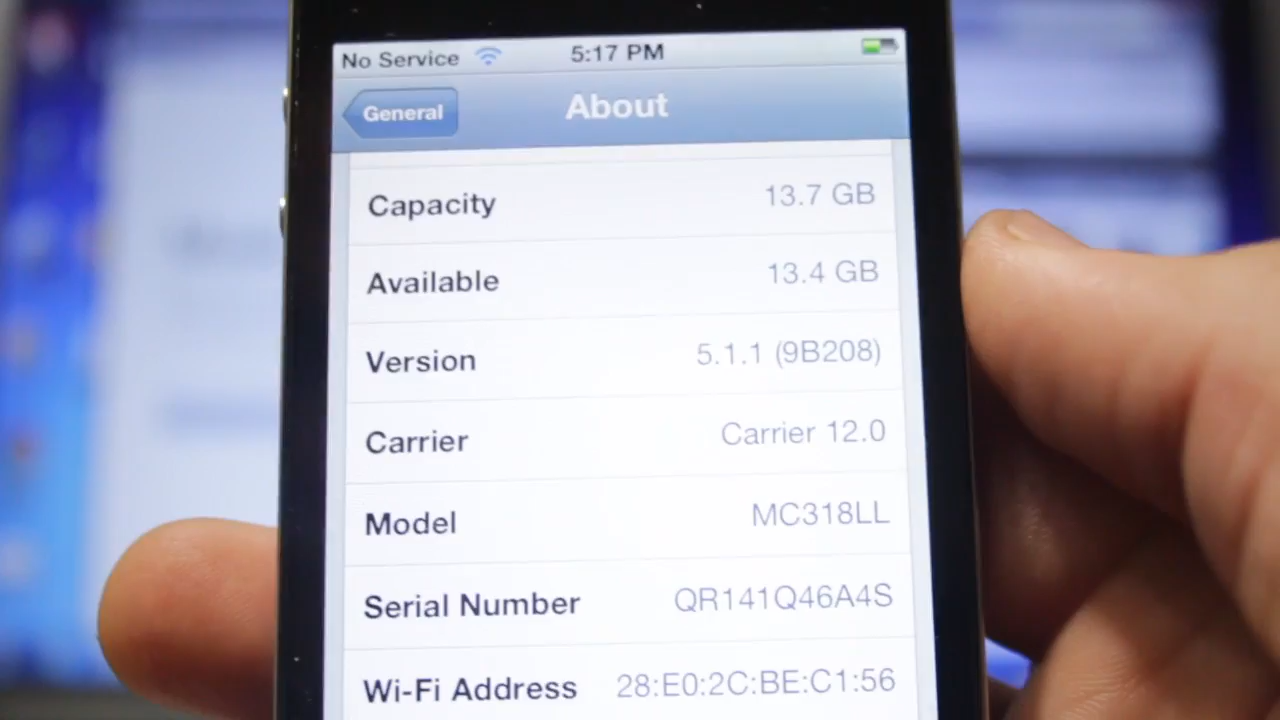 No Service 5:17 PM
General About
Capacity 13.7 GB
Available 13.4 GB
Version 5.1.1 (9B208)
Carrier Carrier 12.0
Model MC318LL
Serial Number QR141Q46A4S
Wi-Fi Address 28:E0:2C:BE:C1:56